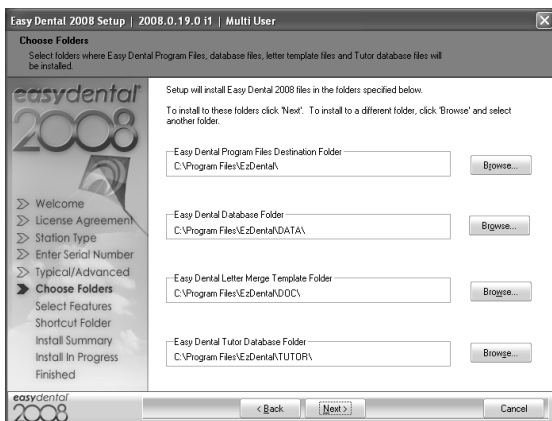 Easy Dental 2008 Setup | 2008.0.19.0 i1 | Multi User
Choose Folders
Select folders where Easy Dental Program Files, database files, letter template files and Tutor database files will
be installed.
easydental
2008
Welcome
License Agreement
Station Type
Enter Serial Number
Typical/Advanced
Choose Folders
Select Features
Shortcut Folder
Install Summary
Install In Progress
Finished
easydental
2008
Setup will install Easy Dental 2008 files in the folders specified below.
To install to these folders click 'Next'. To install to a different folder, click 'Browse' and select
another folder.
Easy Dental Program Files Destination Folder
C:\Program Files\EzDental\
Browse...
Easy Dental Database Folder
C:\Program Files\EzDental\DATA\
Browse...
Easy Dental Letter Merge Template Folder
C:\Program Files\EzDental\DOC\
Browse...
Easy Dental Tutor Database Folder
C:\Program Files\EzDental\TUTOR\
Browse...
< Back
Next >
Cancel